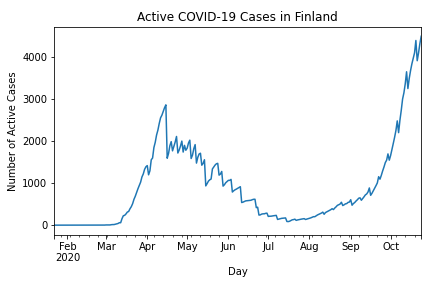 Active COVID-19 Cases in Finland
Number of Active Cases
4000
3000
2000
1000
0
Feb Mar Apr May Jun Jul Aug Sep Oct
2020
Day